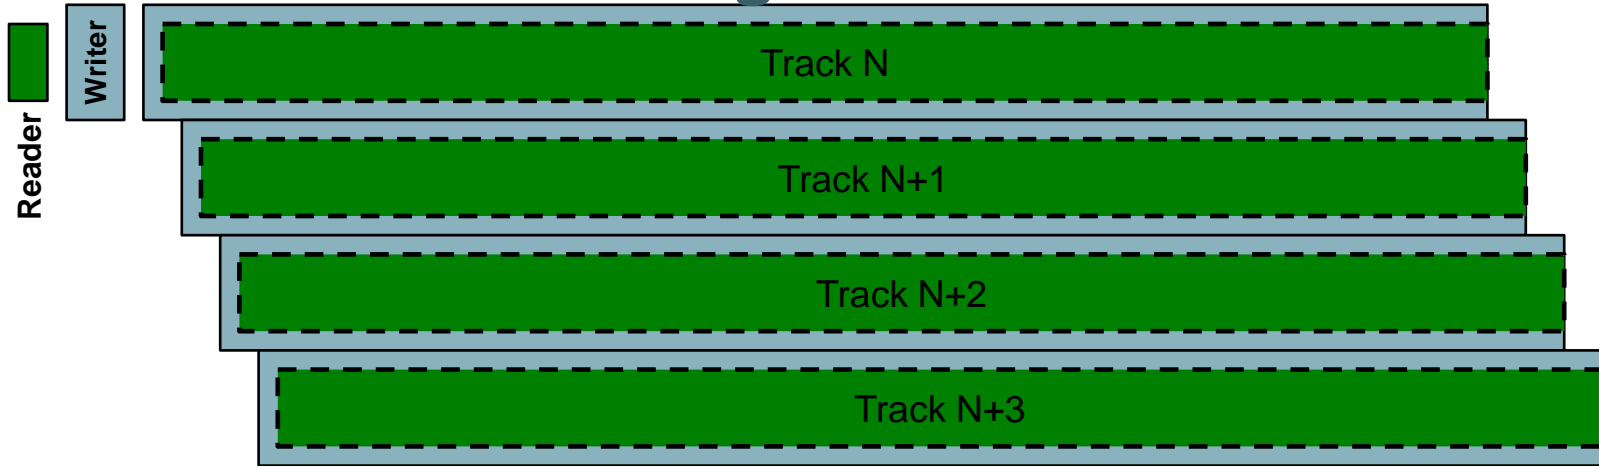 Reader
Writer
Track N
Track N+1
Track N+2
Track N+3